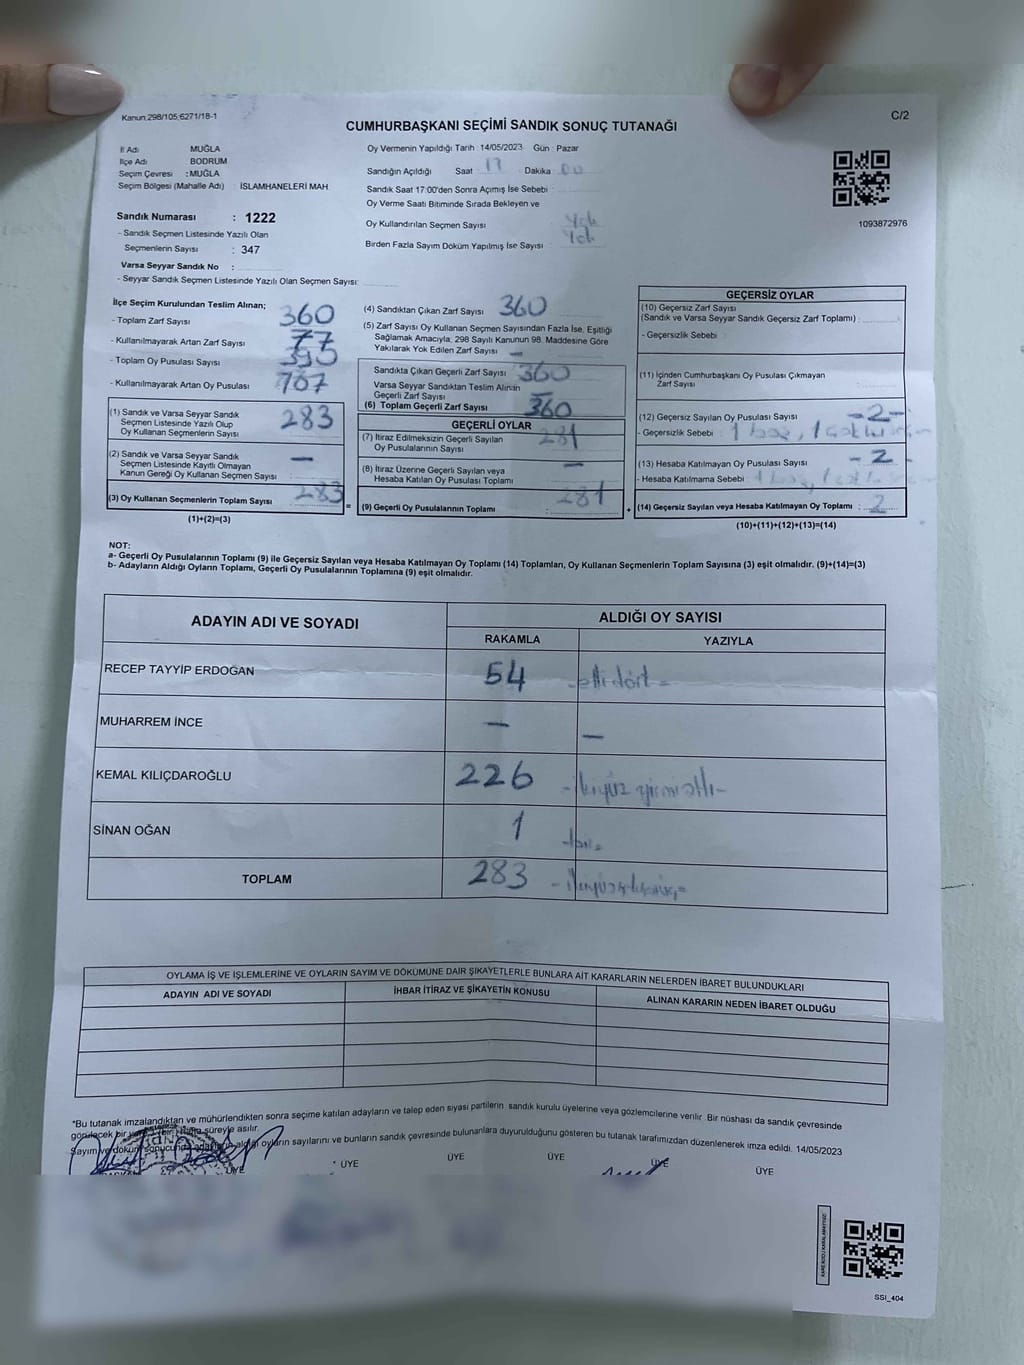 Kanun:298/105;6271/18-1
C/2
CUMHURBAŞKANI SEÇİMİ SANDIK SONUÇ TUTANAĞI
İl Adı MUĞLA
İlçe Adı BODRUM
Seçim Çevresi :MUĞLA
Seçim Bölgesi (Mahalle Adı) : İSLAMHANELERİ MAH
Sandık Numarası : 1222
- Sandık Seçmen Listesinde Yazılı Olan
Seçmenlerin Sayısı : 347
Varsa Seyyar Sandık No :
- Seyyar Sandık Seçmen Listesinde Yazılı Olan Seçmen Sayısı:
Oy Vermenin Yapıldığı Tarih : 14/05/2023 Gün : Pazar
Sandığın Açıldığı Saat 17 Dakika 00
Sandık Saat 17:00'den Sonra Açılmış İse Sebebi :
Oy Verme Saati Bitiminde Sırada Bekleyen ve
Oy Kullandırılan Seçmen Sayısı : Yok
Birden Fazla Sayım Döküm Yapılmış İse Sayısı : Yok
1093872976
İlçe Seçim Kurulundan Teslim Alınan;
- Toplam Zarf Sayısı 360
- Kullanılmayarak Artan Zarf Sayısı 77
- Toplam Oy Pusulası Sayısı
- Kullanılmayarak Artan Oy Pusulası
(1) Sandık ve Varsa Seyyar Sandık
Seçmen Listesinde Yazılı Olup
Oy Kullanan Seçmenlerin Sayısı : 283
(2) Sandık ve Varsa Seyyar Sandık
Seçmen Listesinde Kayıtlı Olmayan
Kanun Gereği Oy Kullanan Seçmen Sayısı : —
(3) Oy Kullanan Seçmenlerin Toplam Sayısı : 283
(1)+(2)=(3)
=
(4) Sandıktan Çıkan Zarf Sayısı : 360
(5) Zarf Sayısı Oy Kullanan Seçmen Sayısından Fazla İse, Eşitliği
Sağlamak Amacıyla; 298 Sayılı Kanunun 98. Maddesine Göre
Yakılarak Yok Edilen Zarf Sayısı : —
Sandıkta Çıkan Geçerli Zarf Sayısı : 360
Varsa Seyyar Sandıktan Teslim Alınan
Geçerli Zarf Sayısı : —
(6) Toplam Geçerli Zarf Sayısı : 360
GEÇERLİ OYLAR
(7) İtiraz Edilmeksizin Geçerli Sayılan
Oy Pusulalarının Sayısı : 281
(8) İtiraz Üzerine Geçerli Sayılan veya
Hesaba Katılan Oy Pusulası Toplamı : —
(9) Geçerli Oy Pusulalarının Toplamı : 281
+
GEÇERSİZ OYLAR
(10) Geçersiz Zarf Sayısı
(Sandık ve Varsa Seyyar Sandık Geçersiz Zarf Toplamı) :
- Geçersizlik Sebebi :
(11) İçinden Cumhurbaşkanı Oy Pusulası Çıkmayan
Zarf Sayısı :
(12) Geçersiz Sayılan Oy Pusulası Sayısı : -2-
- Geçersizlik Sebebi : 1 boş, 1
(13) Hesaba Katılmayan Oy Pusulası Sayısı : -2-
- Hesaba Katılmama Sebebi : 1 boş, 1
(14) Geçersiz Sayılan veya Hesaba Katılmayan Oy Toplamı : 2
(10)+(11)+(12)+(13)=(14)
NOT:
a- Geçerli Oy Pusulalarının Toplamı (9) ile Geçersiz Sayılan veya Hesaba Katılmayan Oy Toplamı (14) Toplamları, Oy Kullanan Seçmenlerin Toplam Sayısına (3) eşit olmalıdır. (9)+(14)=(3)
b- Adayların Aldığı Oyların Toplamı, Geçerli Oy Pusulalarının Toplamına (9) eşit olmalıdır.
ADAYIN ADI VE SOYADI ALDIĞI OY SAYISI
RAKAMLA YAZIYLA
RECEP TAYYİP ERDOĞAN 54 -elli dört-
MUHARREM İNCE — —
KEMAL KILIÇDAROĞLU 226 -ikiyüz yirmi altı-
SİNAN OĞAN 1 -bir-
TOPLAM 283
OYLAMA İŞ VE İŞLEMLERİNE VE OYLARIN SAYIM VE DÖKÜMÜNE DAİR ŞİKAYETLERLE BUNLARA AİT KARARLARIN NELERDEN İBARET BULUNDUKLARI
ADAYIN ADI VE SOYADI İHBAR İTİRAZ VE ŞİKAYETİN KONUSU ALINAN KARARIN NEDEN İBARET OLDUĞU
*Bu tutanak imzalandıktan ve mühürlendikten sonra seçime katılan adayların ve talep eden siyasi partilerin sandık kurulu üyelerine veya gözlemcilerine verilir. Bir nüshası da sandık çevresinde
görülecek bir süreyle asılır.
Sayım ve döküm sonucunda adayların aldığı oyların sayılarını ve bunların sandık çevresinde bulunanlara duyurulduğunu gösteren bu tutanak tarafımızdan düzenlenerek imza edildi. 14/05/2023
BAŞKAN ÜYE ÜYE ÜYE ÜYE ÜYE ÜYE
SSI_404